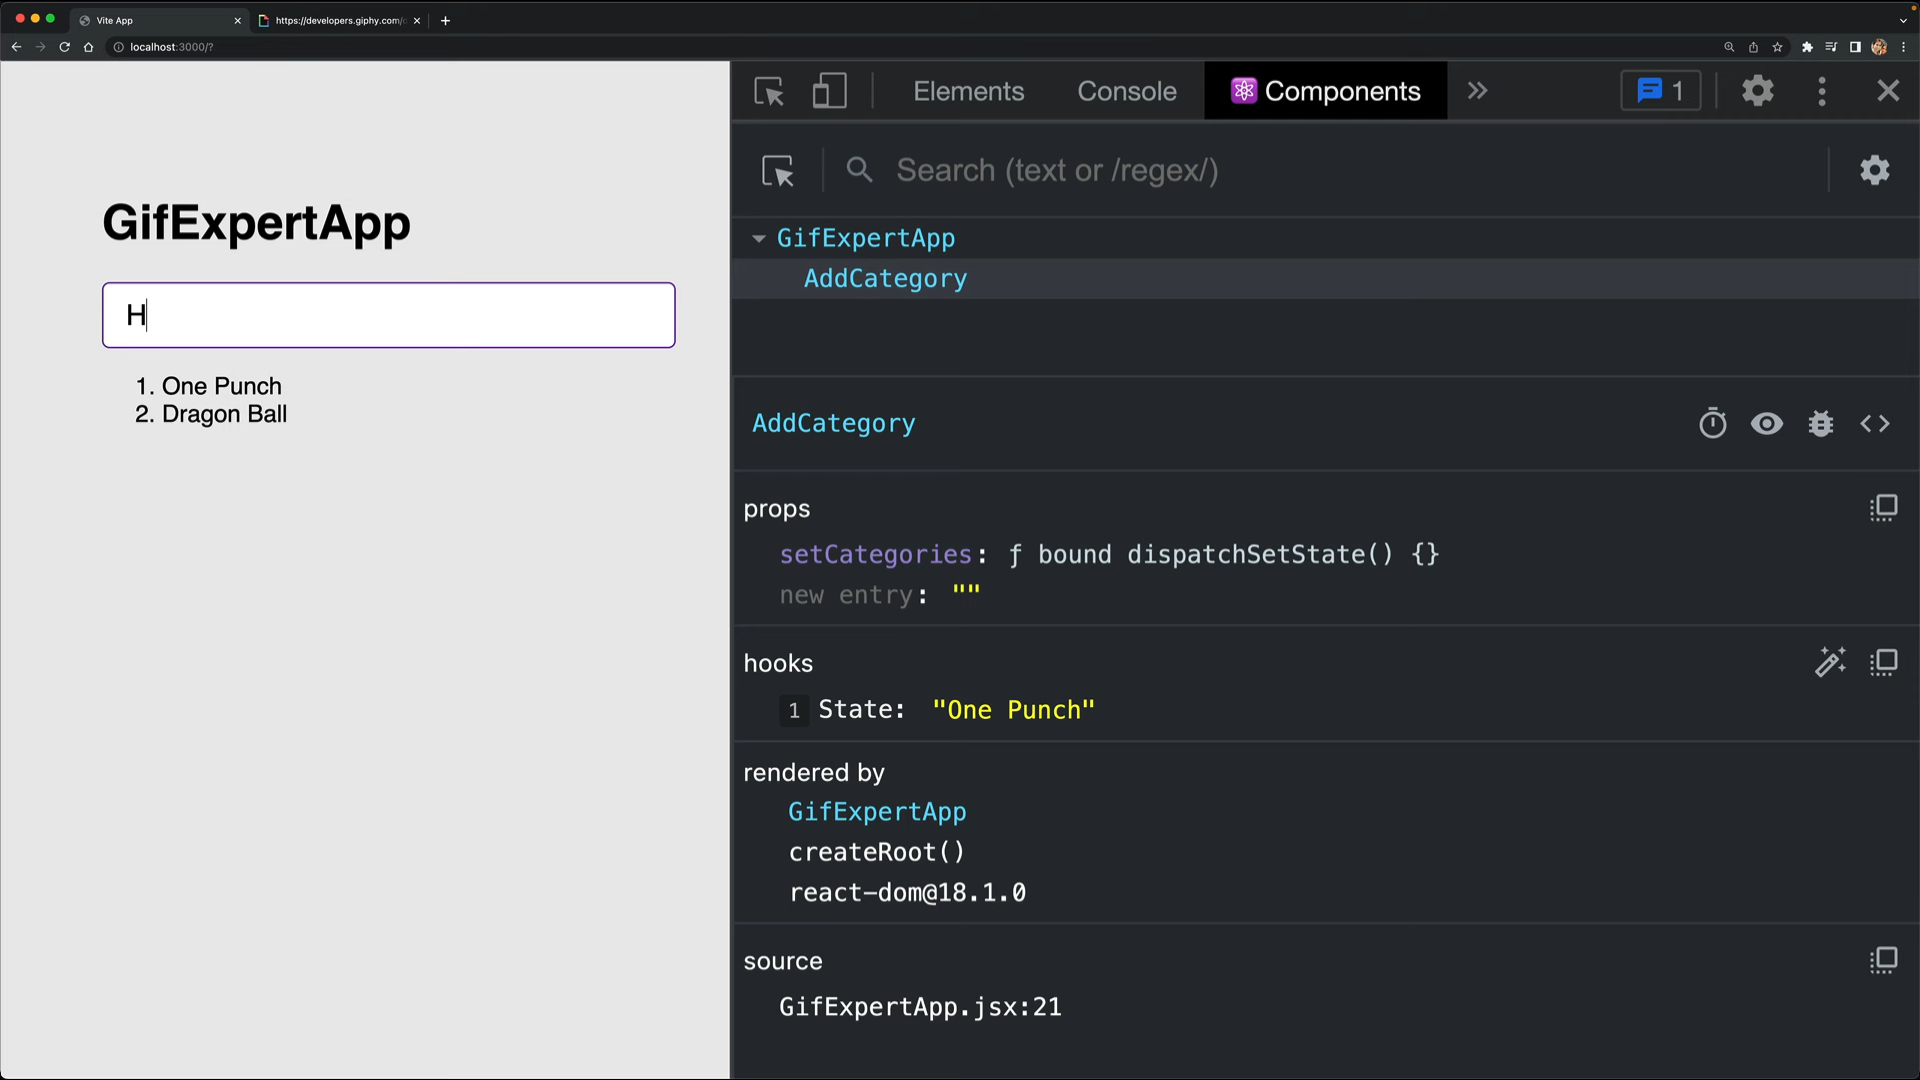 Vite App
https://developers.giphy.com/
localhost:3000/?
GifExpertApp
H
1. One Punch
2. Dragon Ball
Elements
Console
Components
1
Search (text or /regex/)
GifExpertApp
AddCategory
AddCategory
props
setCategories: ƒ bound dispatchSetState() {}
new entry: ""
hooks
1 State: "One Punch"
rendered by
GifExpertApp
createRoot()
react-dom@18.1.0
source
GifExpertApp.jsx:21